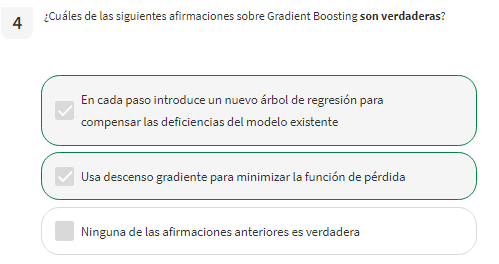 4
¿Cuáles de las siguientes afirmaciones sobre Gradient Boosting son verdaderas?
En cada paso introduce un nuevo árbol de regresión para
compensar las deficiencias del modelo existente
Usa descenso gradiente para minimizar la función de pérdida
Ninguna de las afirmaciones anteriores es verdadera